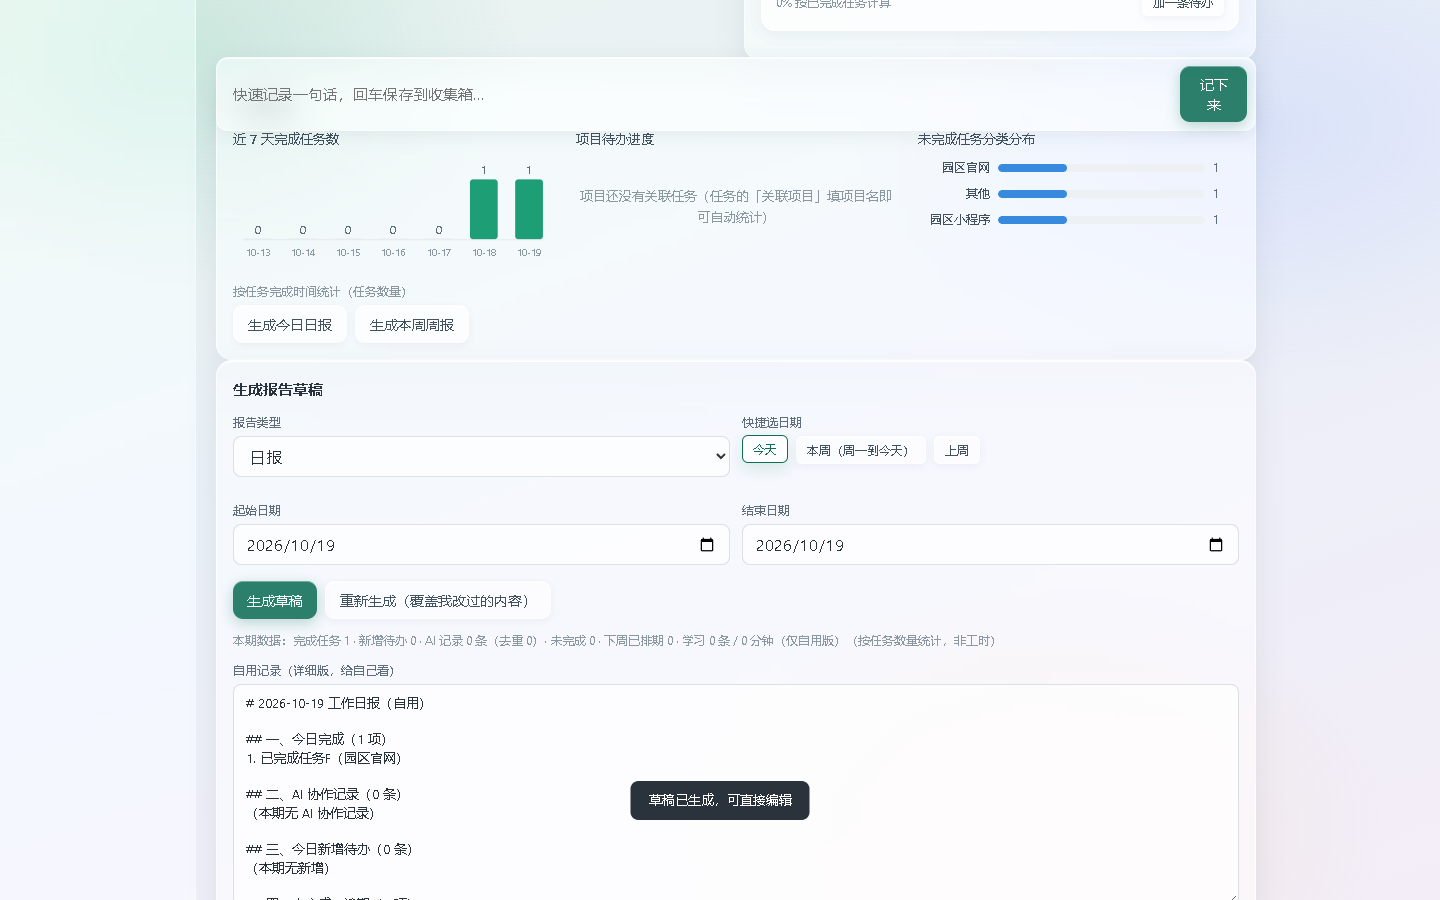 0% 按已完成任务计算
加一条待办
快速记录一句话，回车保存到收集箱...
记下
来
近 7 天完成任务数
0
0
0
0
0
1
1
10-13
10-14
10-15
10-16
10-17
10-18
10-19
按任务完成时间统计（任务数量）
项目待办进度
项目还没有关联任务（任务的「关联项目」填项目名即
可自动统计）
未完成任务分类分布
园区官网 1
其他 1
园区小程序 1
生成今日日报
生成本周周报
生成报告草稿
报告类型
日报
快捷选日期
今天
本周（周一到今天）
上周
起始日期
2026/10/19
结束日期
2026/10/19
生成草稿
重新生成（覆盖我改过的内容）
本期数据：完成任务 1 · 新增待办 0 · AI 记录 0 条（去重 0）· 未完成 0 · 下周已排期 0 · 学习 0 条 / 0 分钟（仅自用版）（按任务数量统计，非工时）
自用记录（详细版，给自己看）
# 2026-10-19 工作日报（自用）
## 一、今日完成（1 项）
1. 已完成任务F（园区官网）
## 二、AI 协作记录（0 条）
（本期无 AI 协作记录）
## 三、今日新增待办（0 条）
（本期无新增）
草稿已生成，可直接编辑